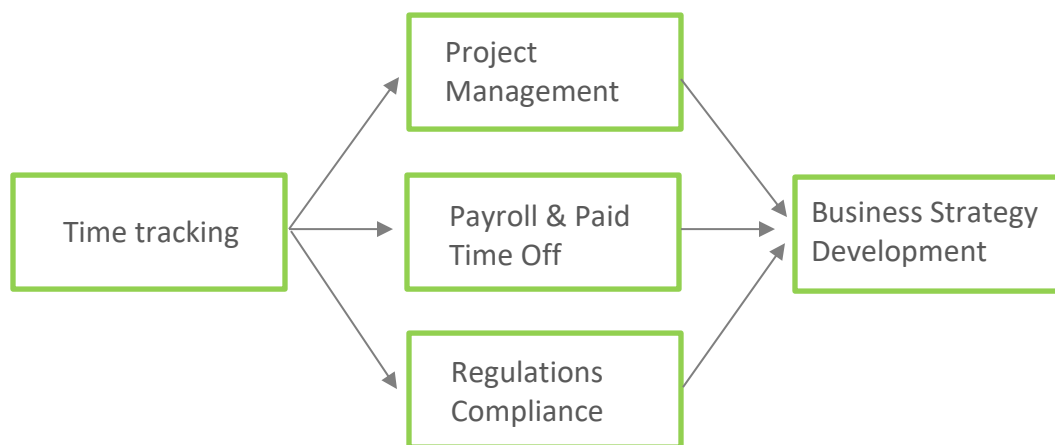 Project
Management
Time tracking
Payroll & Paid
Time Off
Business Strategy
Development
Regulations
Compliance